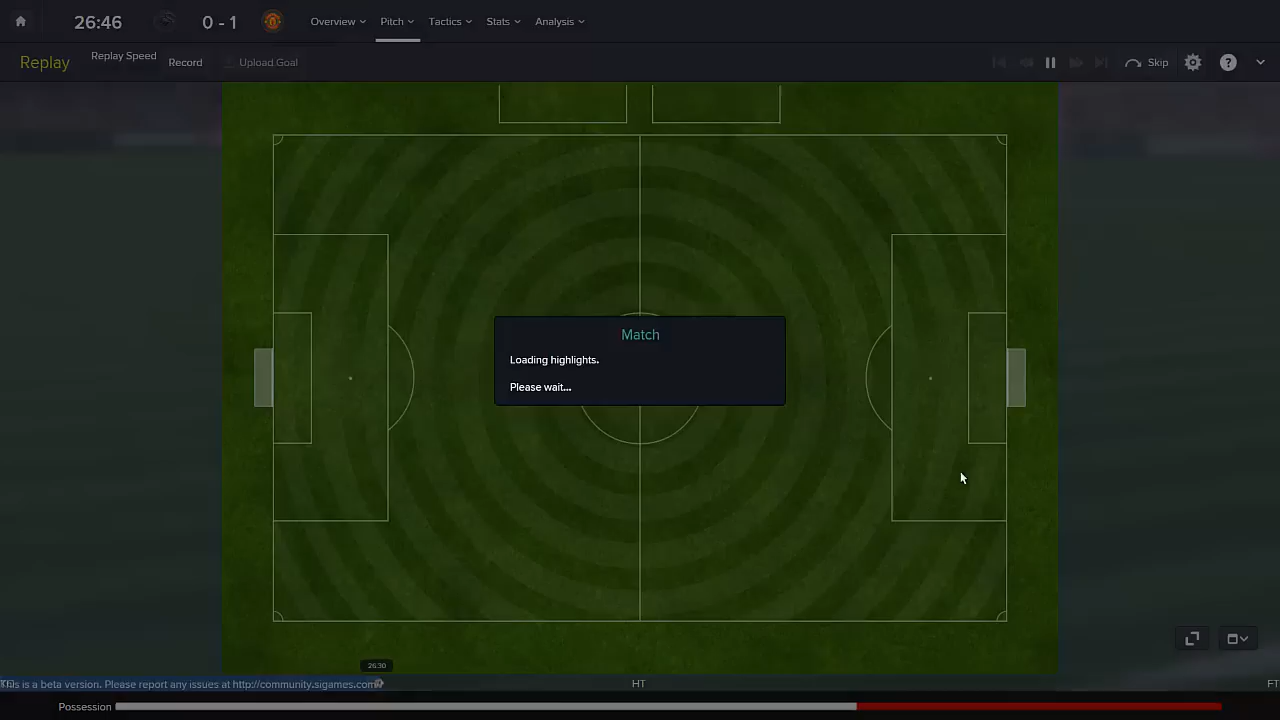 26:46 0 - 1 Overview Pitch Tactics Stats Analysis
Replay Replay Speed Record Upload Goal Skip ?
Match
Loading highlights.
Please wait...
26:30
This is a beta version. Please report any issues at http://community.sigames.com HT FT
Possession